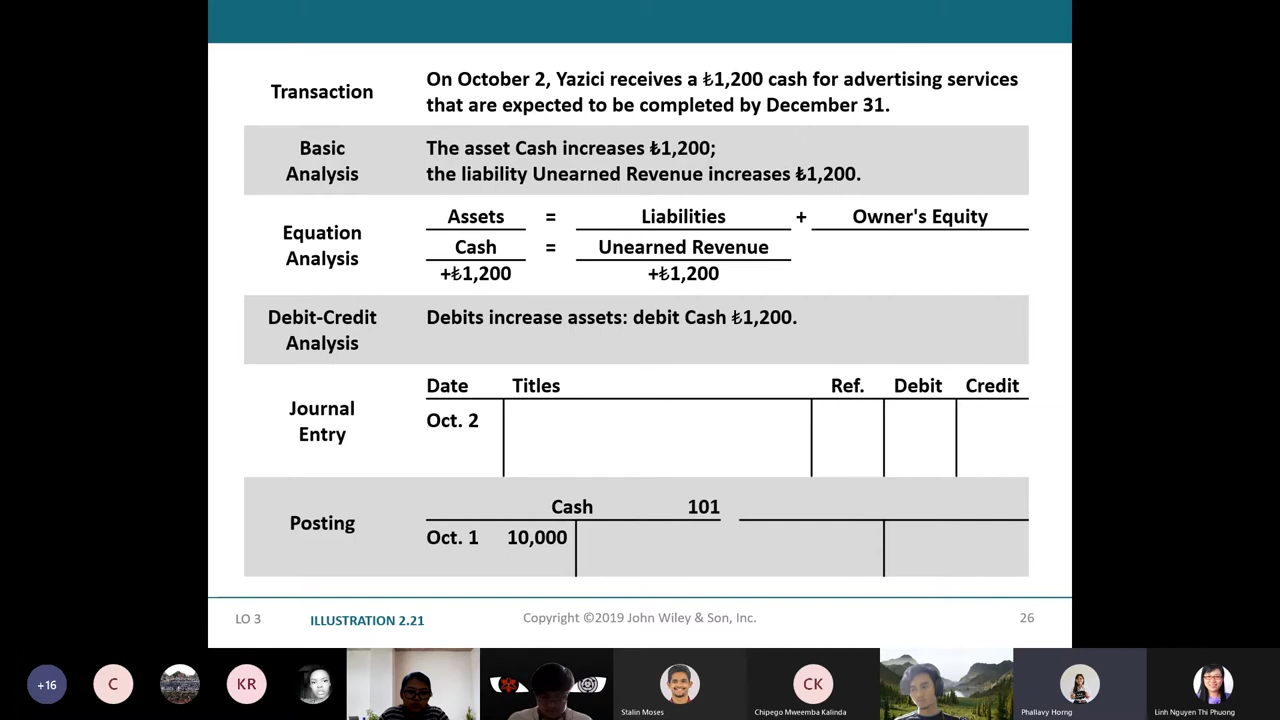 Transaction
On October 2, Yazici receives a ₺1,200 cash for advertising services
that are expected to be completed by December 31.
Basic
Analysis
The asset Cash increases ₺1,200;
the liability Unearned Revenue increases ₺1,200.
Equation
Analysis
Assets = Liabilities + Owner's Equity
Cash = Unearned Revenue
+₺1,200 +₺1,200
Debit-Credit
Analysis
Debits increase assets: debit Cash ₺1,200.
Journal
Entry
Date Titles Ref. Debit Credit
Oct. 2
Posting
Cash 101
Oct. 1 10,000
LO 3 ILLUSTRATION 2.21 Copyright ©2019 John Wiley & Son, Inc. 26
+16 C KR CK
Stalin Moses Chipego Mweemba Kalinda Phallavy Horng Linh Nguyen Thi Phuong